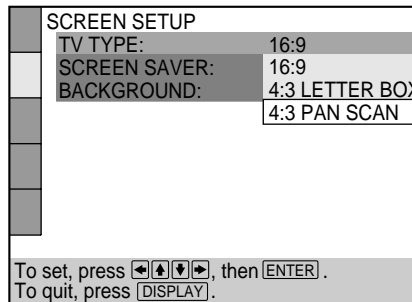 SCREEN SETUP
TV TYPE: 16:9
SCREEN SAVER: 16:9
BACKGROUND: 4:3 LETTER BOX
4:3 PAN SCAN
To set, press ←↑↓→, then ENTER.
To quit, press DISPLAY.